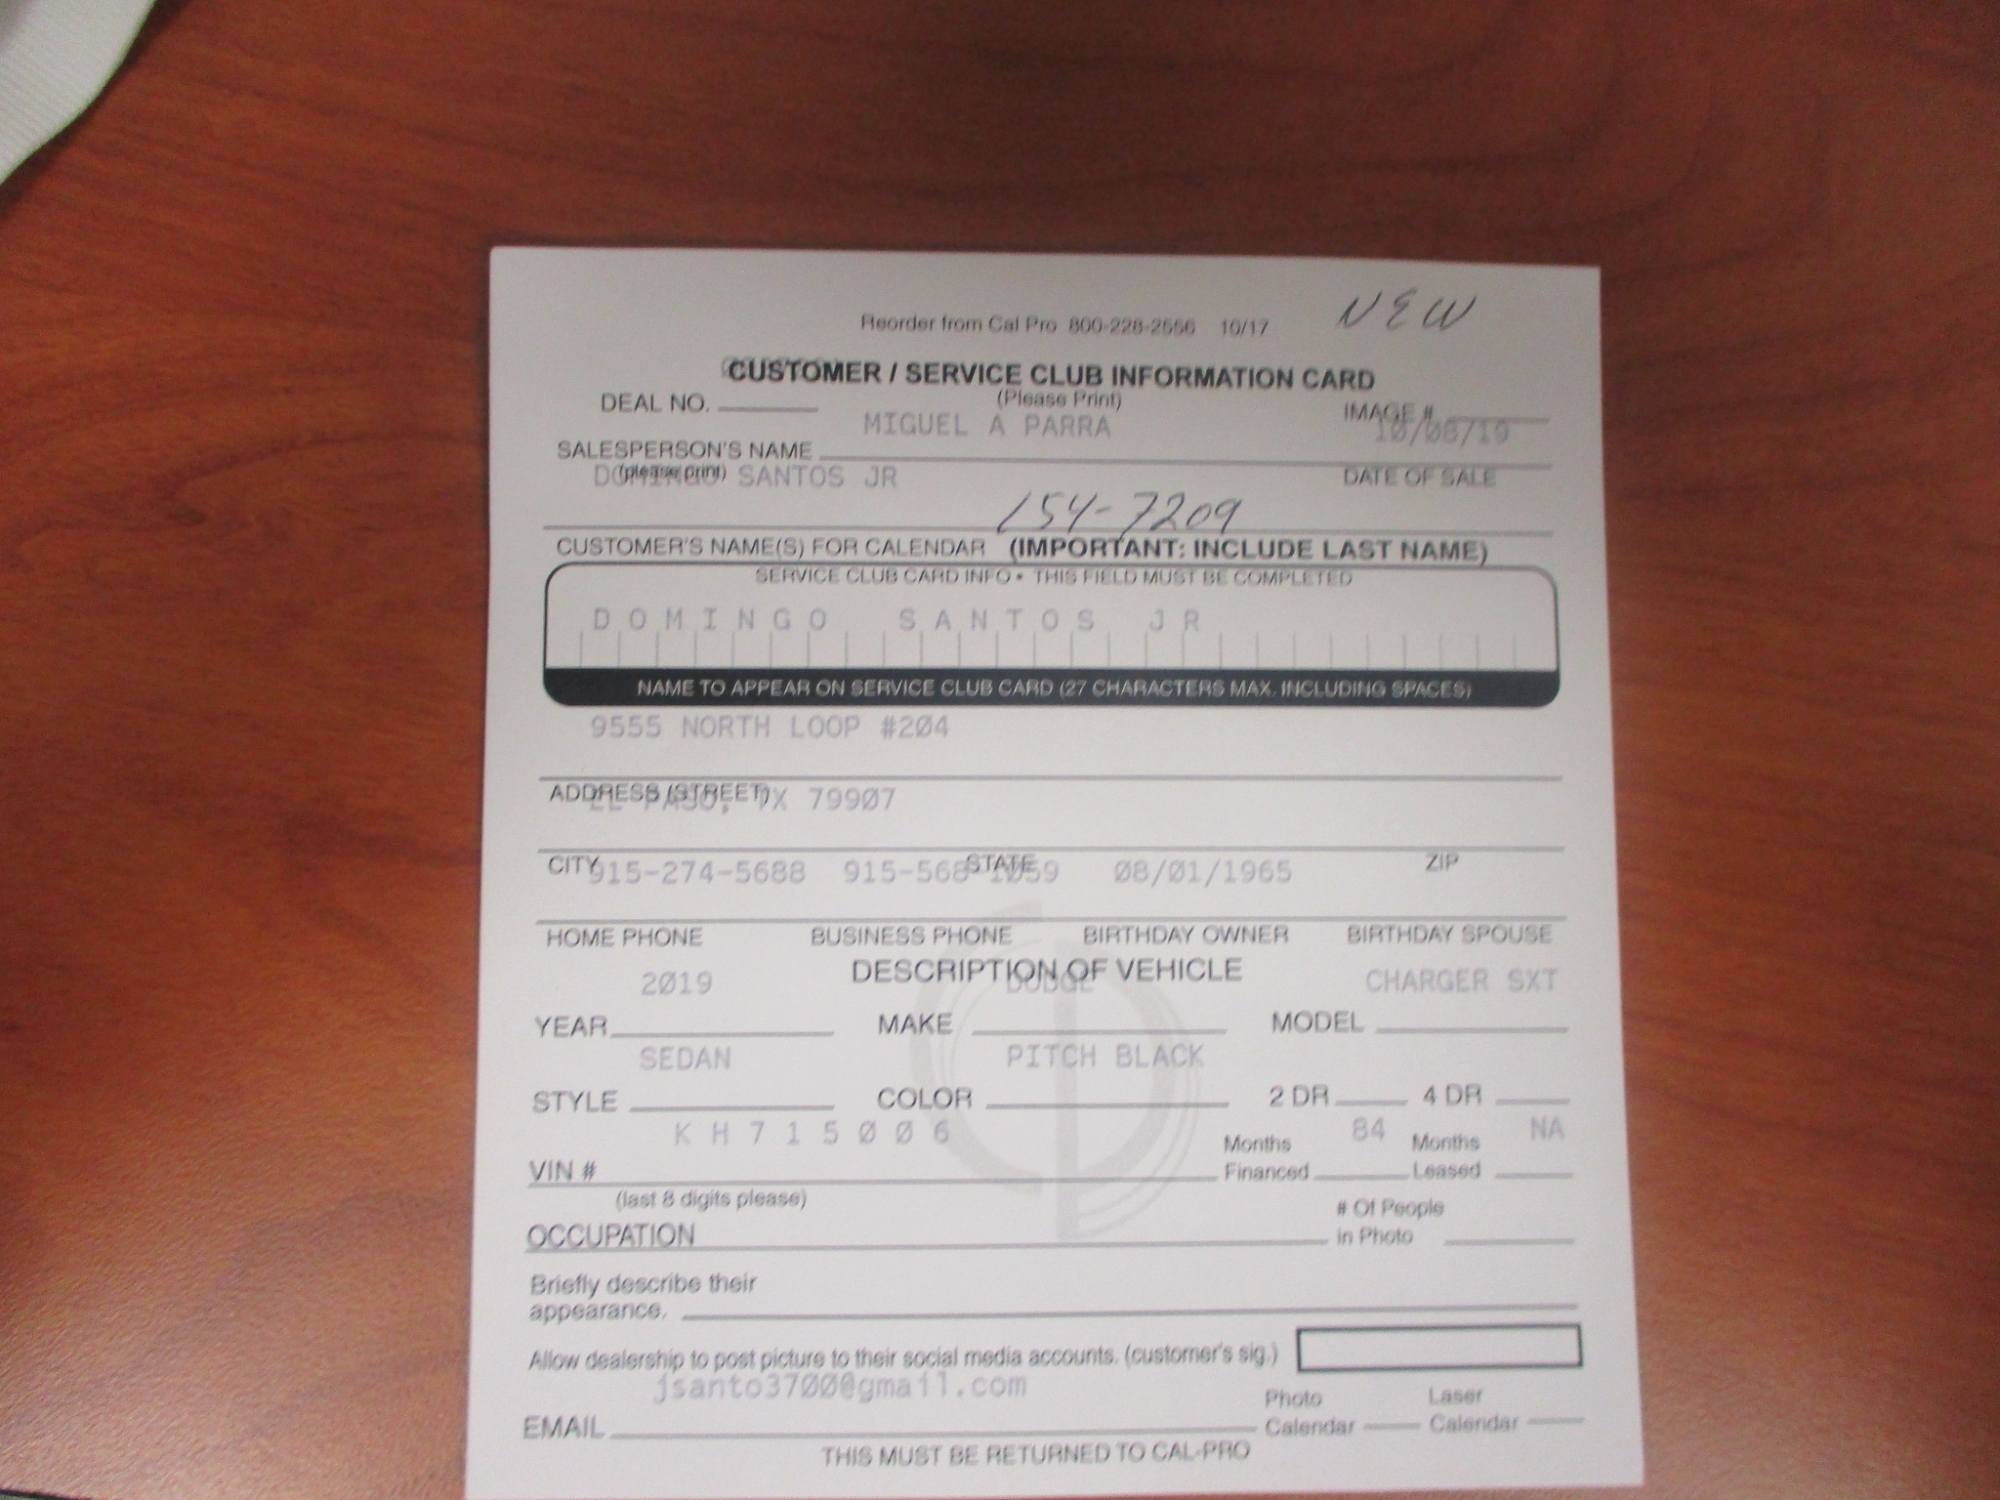 NEW
Reorder from Cal Pro 800-228-2556 10/17
CUSTOMER / SERVICE CLUB INFORMATION CARD
DEAL NO. (Please Print) IMAGE #
MIGUEL A PARRA 10/08/19
SALESPERSON'S NAME
(please print) DATE OF SALE
DOMINGO SANTOS JR
154-7209
CUSTOMER'S NAME(S) FOR CALENDAR (IMPORTANT: INCLUDE LAST NAME)
SERVICE CLUB CARD INFO • THIS FIELD MUST BE COMPLETED
DOMINGO SANTOS JR
NAME TO APPEAR ON SERVICE CLUB CARD (27 CHARACTERS MAX. INCLUDING SPACES)
9555 NORTH LOOP #204
ADDRESS (STREET)
EL PASO, TX 79907
CITY STATE ZIP
915-274-5688 915-568-1059 08/01/1965
HOME PHONE BUSINESS PHONE BIRTHDAY OWNER BIRTHDAY SPOUSE
DESCRIPTION OF VEHICLE
2019 DODGE CHARGER SXT
YEAR MAKE MODEL
SEDAN PITCH BLACK
STYLE COLOR 2 DR 4 DR
KH715006 84 NA
VIN # Months Financed Months Leased
(last 8 digits please)
OCCUPATION # Of People in Photo
Briefly describe their
appearance.
Allow dealership to post picture to their social media accounts. (customer's sig.)
jsanto3700@gmail.com
EMAIL Photo Calendar Laser Calendar
THIS MUST BE RETURNED TO CAL-PRO